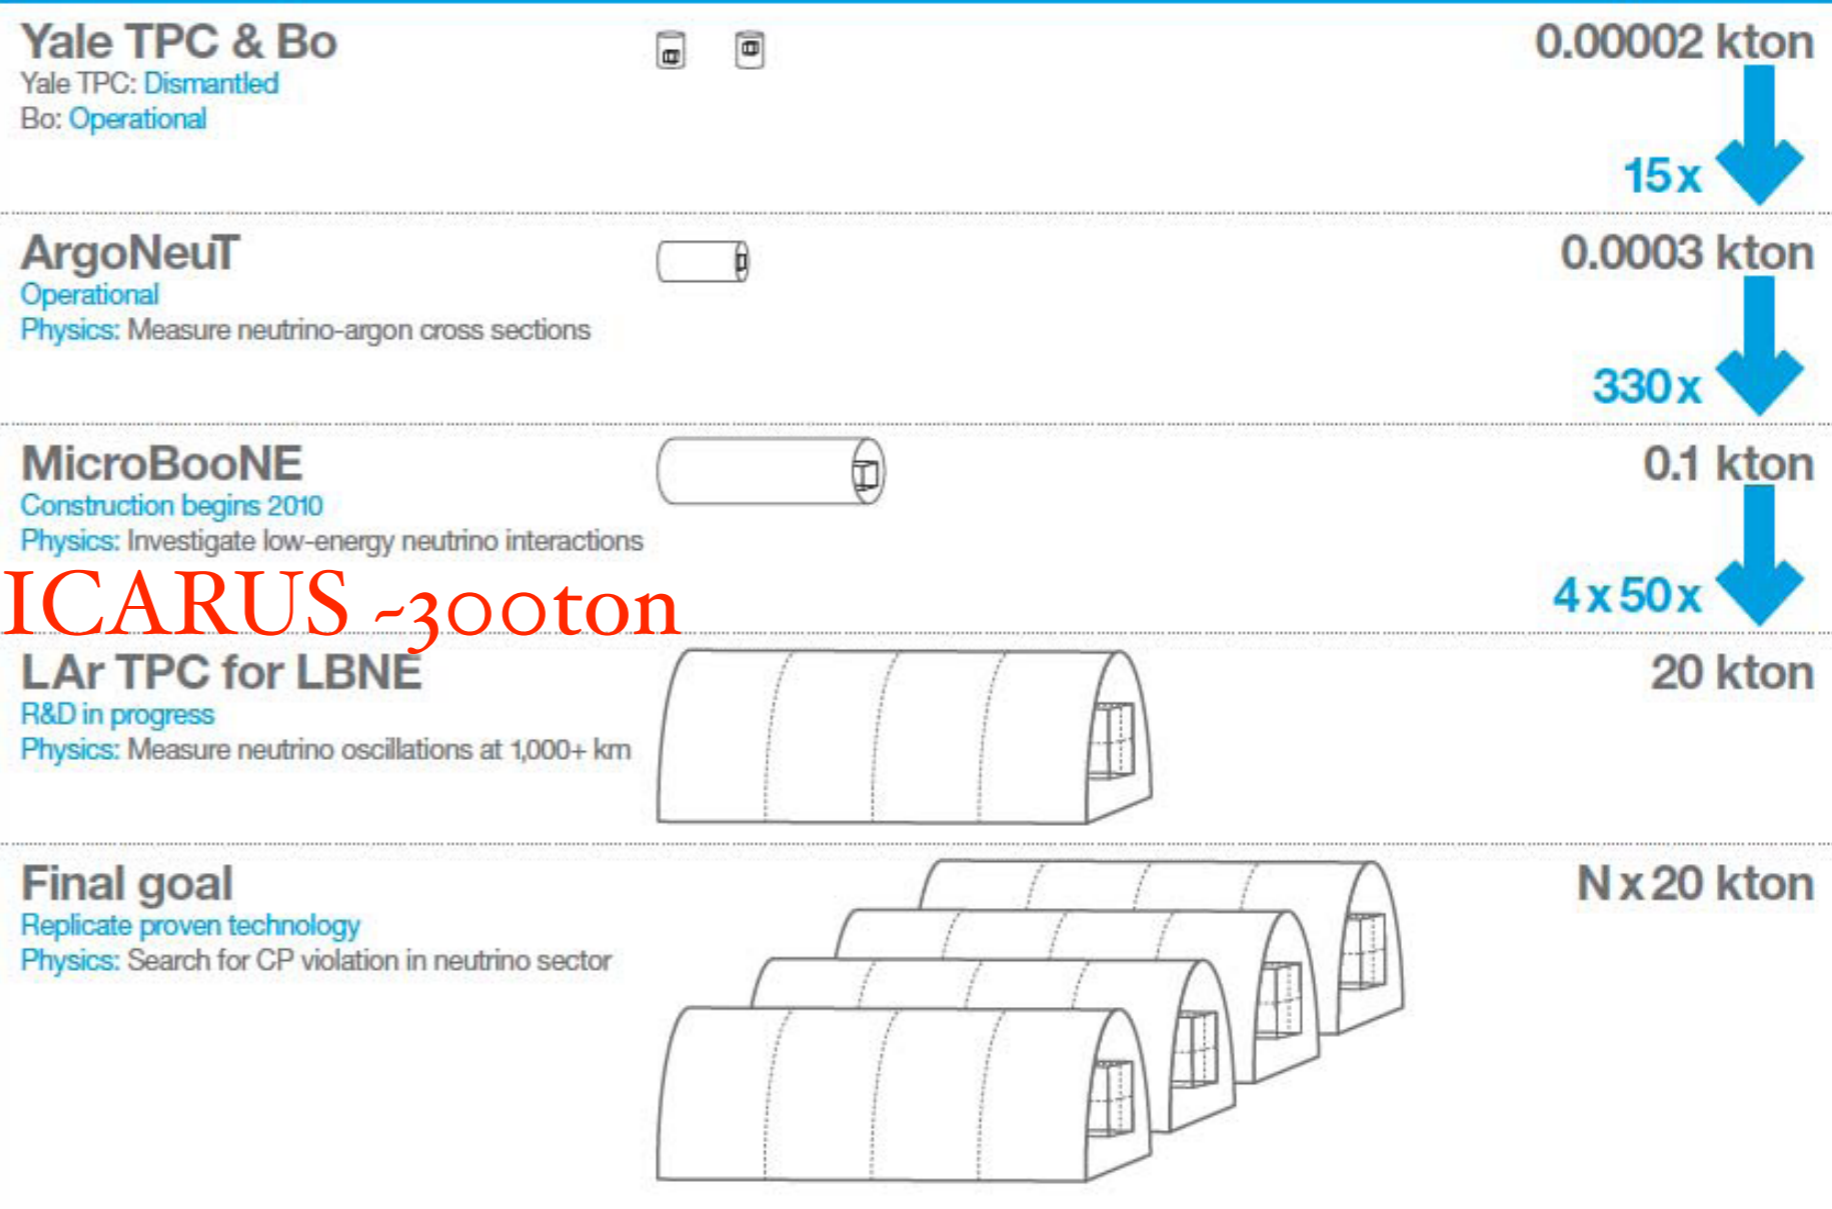 Yale TPC & Bo
0.00002 kton
Yale TPC: Dismantled
Bo: Operational
15x
ArgoNeuT
0.0003 kton
Operational
Physics: Measure neutrino-argon cross sections
330x
MicroBooNE
0.1 kton
Construction begins 2010
Physics: Investigate low-energy neutrino interactions
ICARUS ~300ton
4 x 50x
LAr TPC for LBNE
20 kton
R&D in progress
Physics: Measure neutrino oscillations at 1,000+ km
Final goal
N x 20 kton
Replicate proven technology
Physics: Search for CP violation in neutrino sector